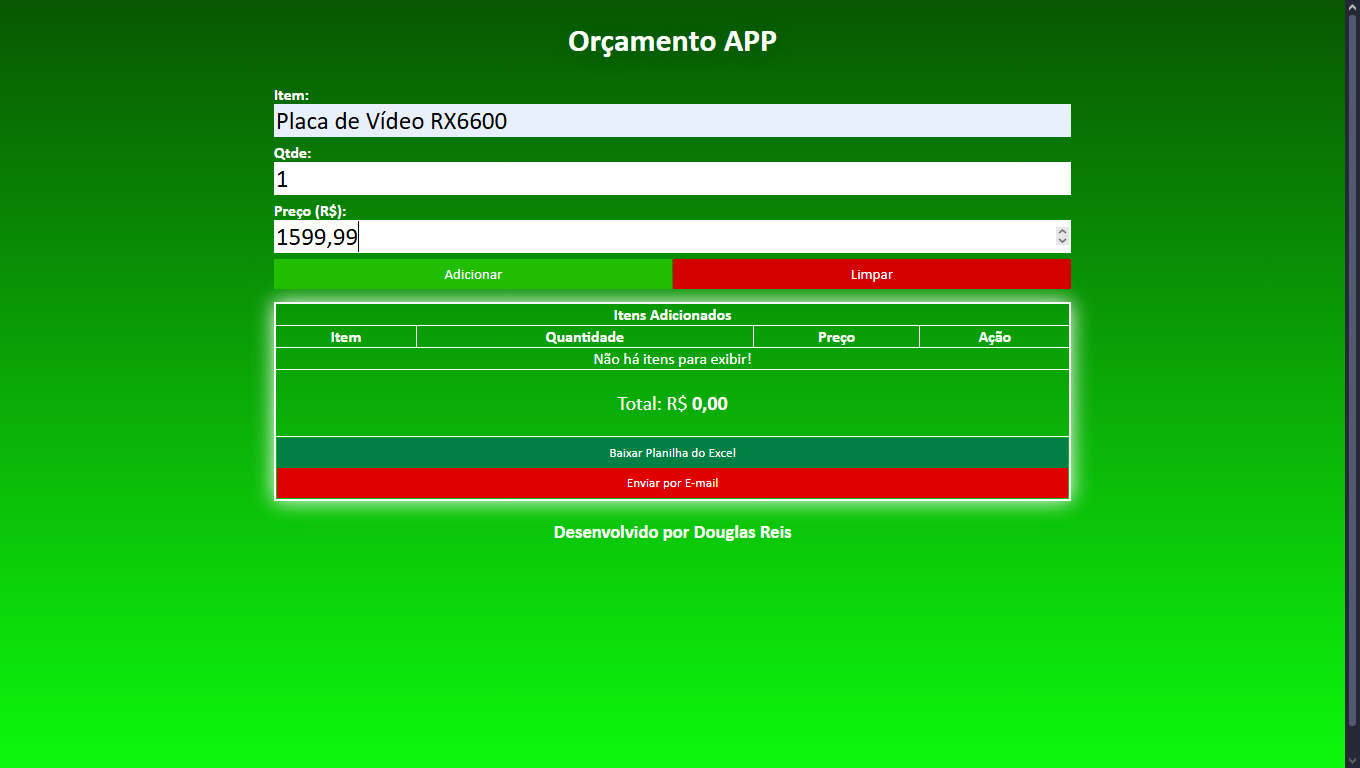 Orçamento APP
Item:
Placa de Vídeo RX6600
Qtde:
1
Preço (R$):
1599,99
Adicionar Limpar
Itens Adicionados
Item Quantidade Preço Ação
Não há itens para exibir!
Total: R$ 0,00
Baixar Planilha do Excel
Enviar por E-mail
Desenvolvido por Douglas Reis